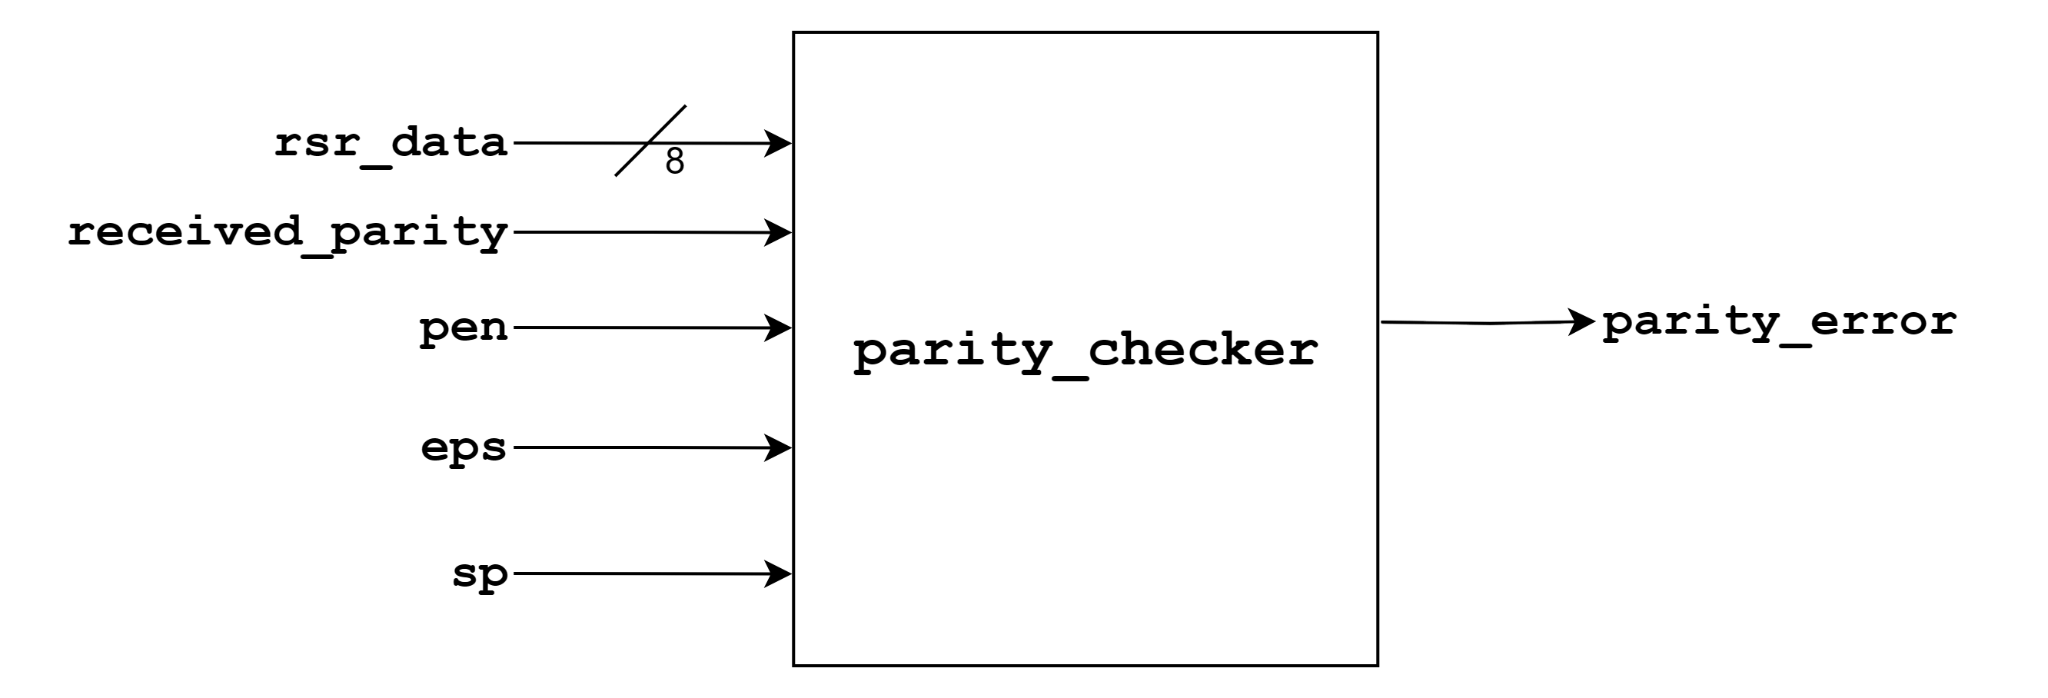 rsr_data
8
received_parity
pen
eps
sp
parity_checker
parity_error